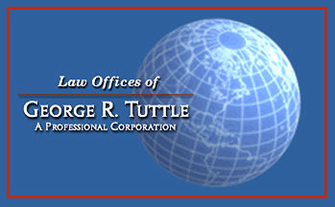 Law Offices of
GEORGE R. TUTTLE
A PROFESSIONAL CORPORATION